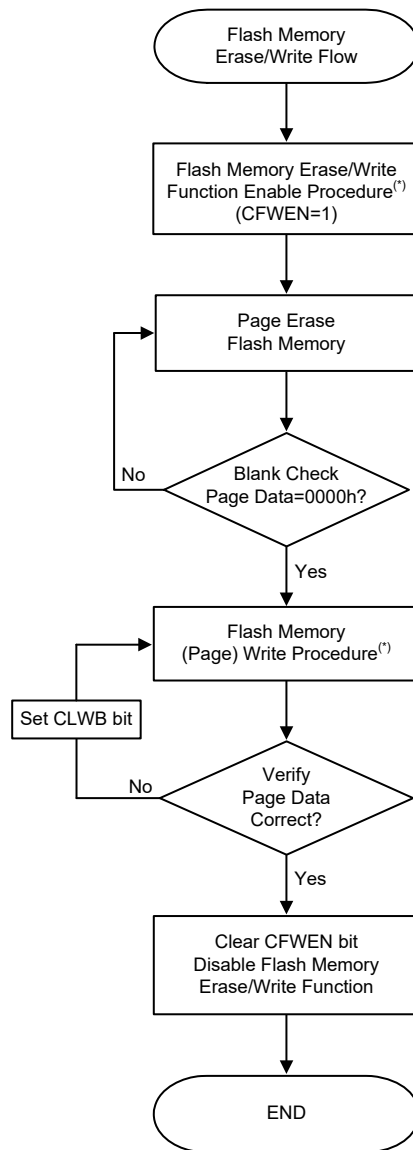 Flash Memory
Erase/Write Flow
Flash Memory Erase/Write
Function Enable Procedure(*)
(CFWEN=1)
Page Erase
Flash Memory
No
Blank Check
Page Data=0000h?
Yes
Flash Memory
(Page) Write Procedure(*)
Set CLWB bit
No
Verify
Page Data
Correct?
Yes
Clear CFWEN bit
Disable Flash Memory
Erase/Write Function
END